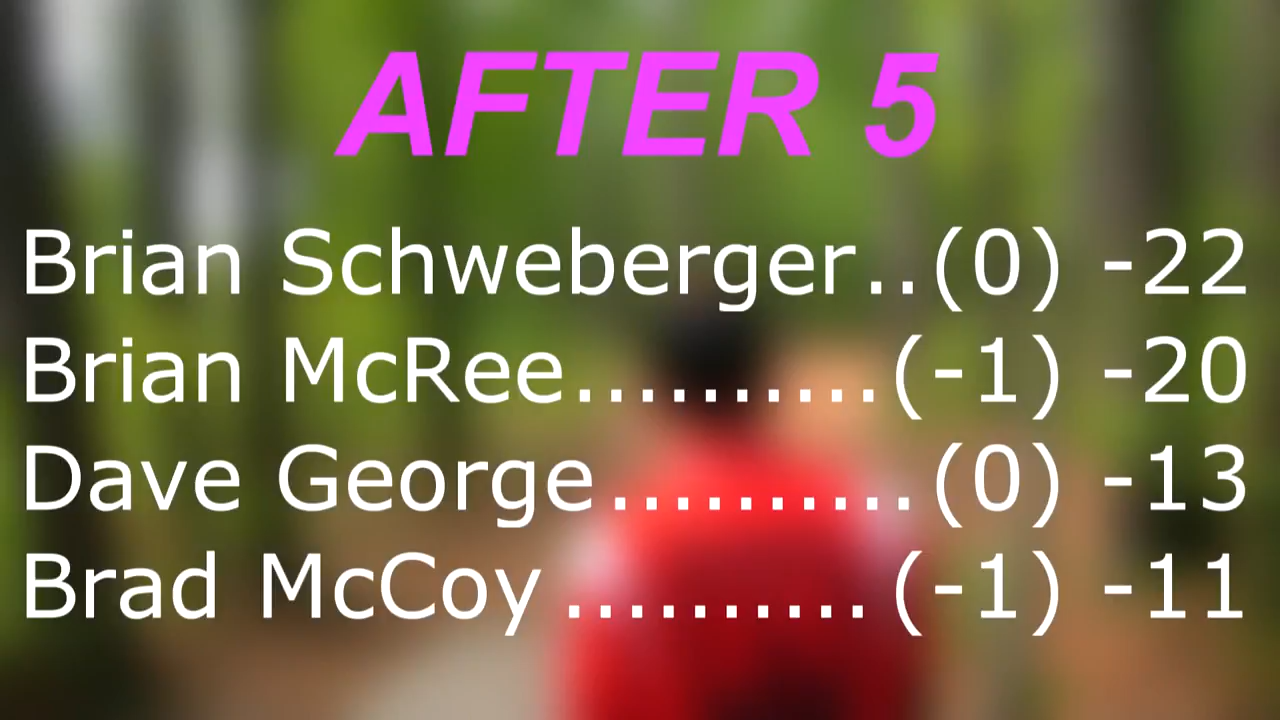 AFTER 5
Brian Schweberger..(0) -22
Brian McRee..........(-1) -20
Dave George..........(0) -13
Brad McCoy ..........(-1) -11